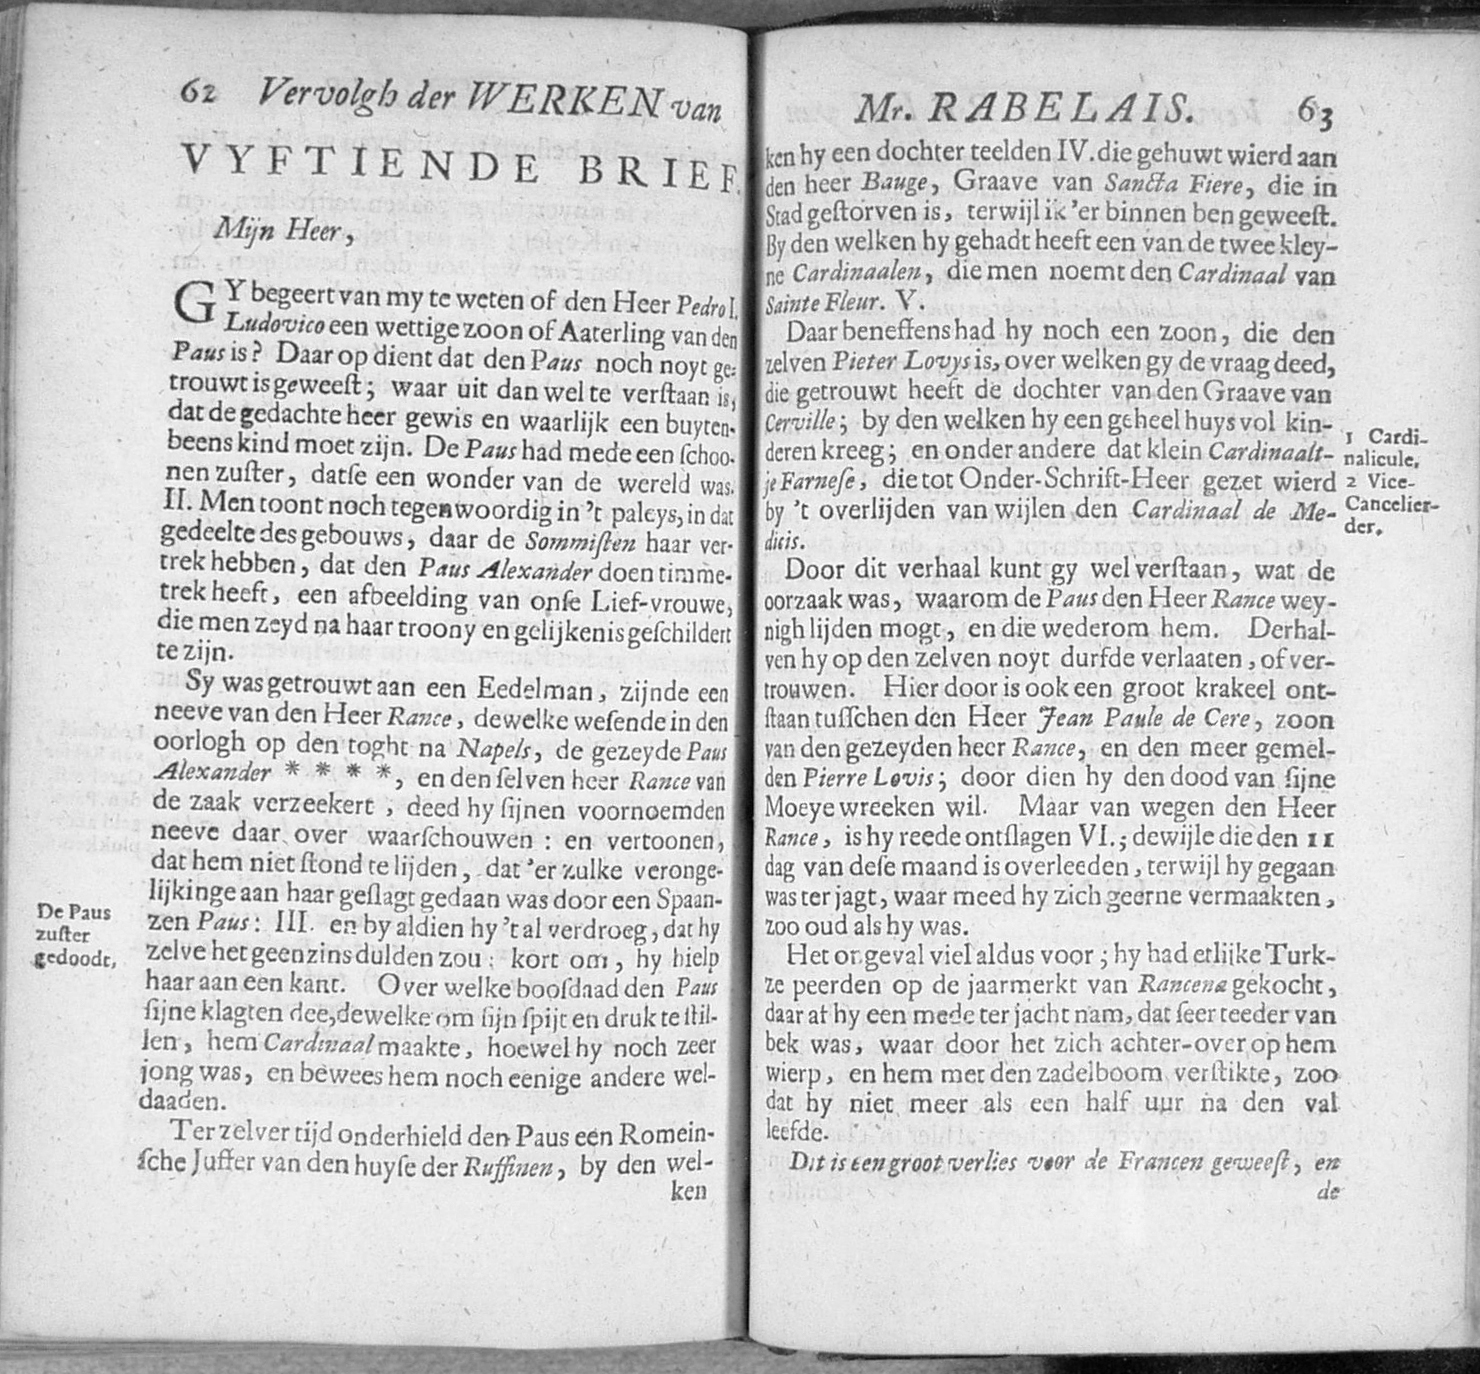 62 Vervolgh der WERKEN van
VYFTIENDE BRIEF.
Mijn Heer,
GY begeert van my te weten of den Heer Pedro I.
Ludovico een wettige zoon of Aaterling van den
Paus is? Daar op dient dat den Paus noch noyt ge-
trouwt is geweeſt; waar uit dan wel te verſtaan is,
dat de gedachte heer gewis en waarlijk een buyten-
beens kind moet zijn. De Paus had mede een ſchoo-
nen zuſter, datſe een wonder van de wereld was.
II. Men toont noch tegenwoordig in 't paleys, in dat
gedeelte des gebouws, daar de Sommiſten haar ver-
trek hebben, dat den Paus Alexander doen timme-
trek heeft, een afbeelding van onſe Lief-vrouwe,
die men zeyd na haar troony en gelijkenis geſchildert
te zijn.
Sy was getrouwt aan een Eedelman, zijnde een
neeve van den Heer Rance, dewelke weſende in den
oorlogh op den toght na Napels, de gezeyde Paus
Alexander * * * *, en den ſelven heer Rance van
de zaak verzeekert, deed hy ſijnen voornoemden
neeve daar over waarſchouwen: en vertoonen,
dat hem niet ſtond te lijden, dat 'er zulke veronge-
lijkinge aan haar geſlagt gedaan was door een Spaan-
zen Paus: III. en by aldien hy 't al verdroeg, dat hy
zelve het geenzins dulden zou: kort om, hy hielp
haar aan een kant. Over welke boosdaad den Paus
ſijne klagten dee, dewelke om ſijn ſpijt en druk te ſtil-
len, hem Cardinaal maakte, hoewel hy noch zeer
jong was, en bewees hem noch eenige andere wel-
daaden.
Ter zelver tijd onderhield den Paus een Romein-
ſche Juffer van den huyſe der Ruffinen, by den wel-
ken
De Paus
zuſter
gedoodt,
Mr. RABELAIS. 63
ken hy een dochter teelden IV. die gehuwt wierd aan
den heer Bauge, Graave van Sancta Fiere, die in
Stad geſtorven is, terwijl ik 'er binnen ben geweeſt.
By den welken hy gehadt heeft een van de twee kley-
ne Cardinaalen, die men noemt den Cardinaal van
Sainte Fleur. V.
Daar beneffens had hy noch een zoon, die den
zelven Pieter Lovys is, over welken gy de vraag deed,
die getrouwt heeft de dochter van den Graave van
Cerville; by den welken hy een geheel huys vol kin-
deren kreeg; en onder andere dat klein Cardinaalt-
je Farneſe, die tot Onder-Schrift-Heer gezet wierd
by 't overlijden van wijlen den Cardinaal de Me-
dicis.
Door dit verhaal kunt gy wel verſtaan, wat de
oorzaak was, waarom de Paus den Heer Rance wey-
nigh lijden mogt, en die wederom hem. Derhal-
ven hy op den zelven noyt durfde verlaaten, of ver-
trouwen. Hier door is ook een groot krakeel ont-
ſtaan tuſſchen den Heer Jean Paule de Cere, zoon
van den gezeyden heer Rance, en den meer gemel-
den Pierre Lovis; door dien hy den dood van ſijne
Moeye wreeken wil. Maar van wegen den Heer
Rance, is hy reede ontſlagen VI.; dewijle die den 11
dag van deſe maand is overleeden, terwijl hy gegaan
was ter jagt, waar meed hy zich geerne vermaakten,
zoo oud als hy was.
Het ongeval viel aldus voor; hy had etlijke Turk-
ze peerden op de jaarmerkt van Rancena gekocht,
daar af hy een mede ter jacht nam, dat ſeer teeder van
bek was, waar door het zich achter-over op hem
wierp, en hem met den zadelboom verſtikte, zoo
dat hy niet meer als een half uur na den val
leefde.
Dit is een groot verlies voor de Francen geweeſt, en
de
1 Cardi-
nalicule,
2 Vice-
Cancelier-
der.